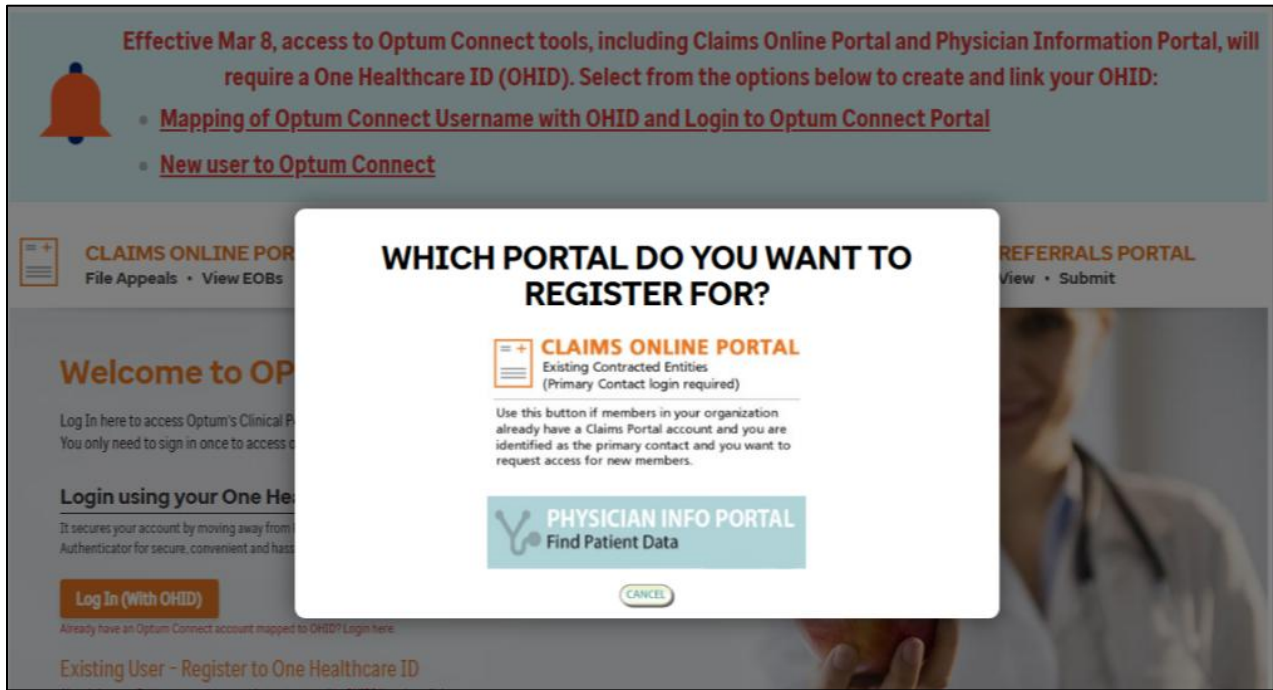 Effective Mar 8, access to Optum Connect tools, including Claims Online Portal and Physician Information Portal, will
require a One Healthcare ID (OHID). Select from the options below to create and link your OHID:
Mapping of Optum Connect Username with OHID and Login to Optum Connect Portal
New user to Optum Connect
CLAIMS ONLINE POR
File Appeals • View EOBs
REFERRALS PORTAL
View • Submit
WHICH PORTAL DO YOU WANT TO
REGISTER FOR?
CLAIMS ONLINE PORTAL
Existing Contracted Entities
(Primary Contact login required)
Use this button if members in your organization
already have a Claims Portal account and you are
identified as the primary contact and you want to
request access for new members.
PHYSICIAN INFO PORTAL
Find Patient Data
CANCEL
Welcome to OP
Log In here to access Optum's Clinical P
You only need to sign in once to access
Login using your One Hea
It secures your account by moving away from
Authenticator for secure, convenient and hass
Log In (With OHID)
Already have an Optum Connect account mapped to OHID? Login here.
Existing User - Register to One Healthcare ID